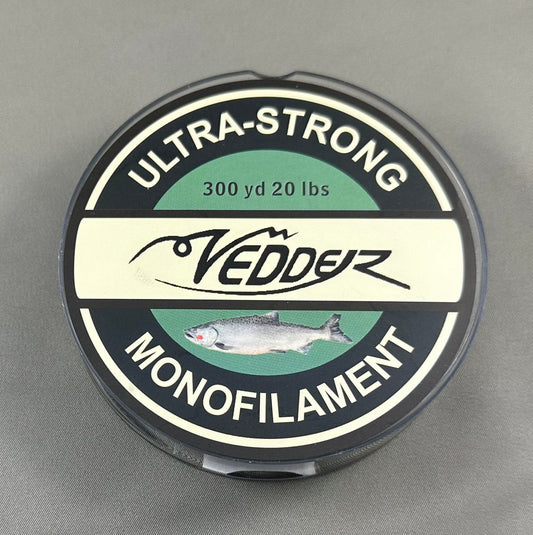 ULTRA-STRONG
300 yd 20 lbs
VEDDER
MONOFILAMENT